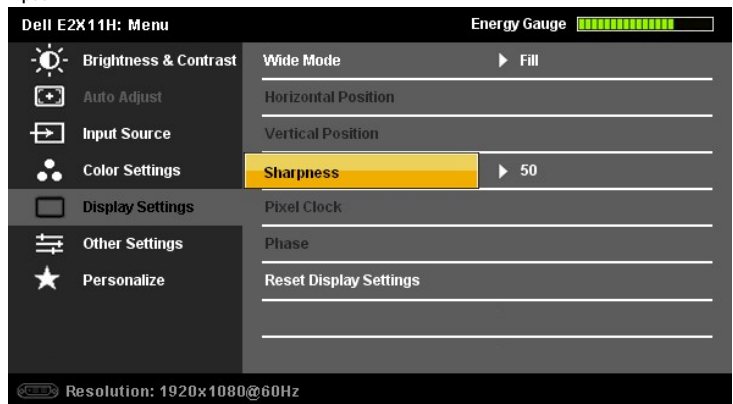 Dell E2X11H: Menu
Energy Gauge
Brightness & Contrast
Auto Adjust
Input Source
Color Settings
Display Settings
Other Settings
Personalize
Wide Mode
Fill
Horizontal Position
Vertical Position
Sharpness
50
Pixel Clock
Phase
Reset Display Settings
Resolution: 1920x1080@60Hz